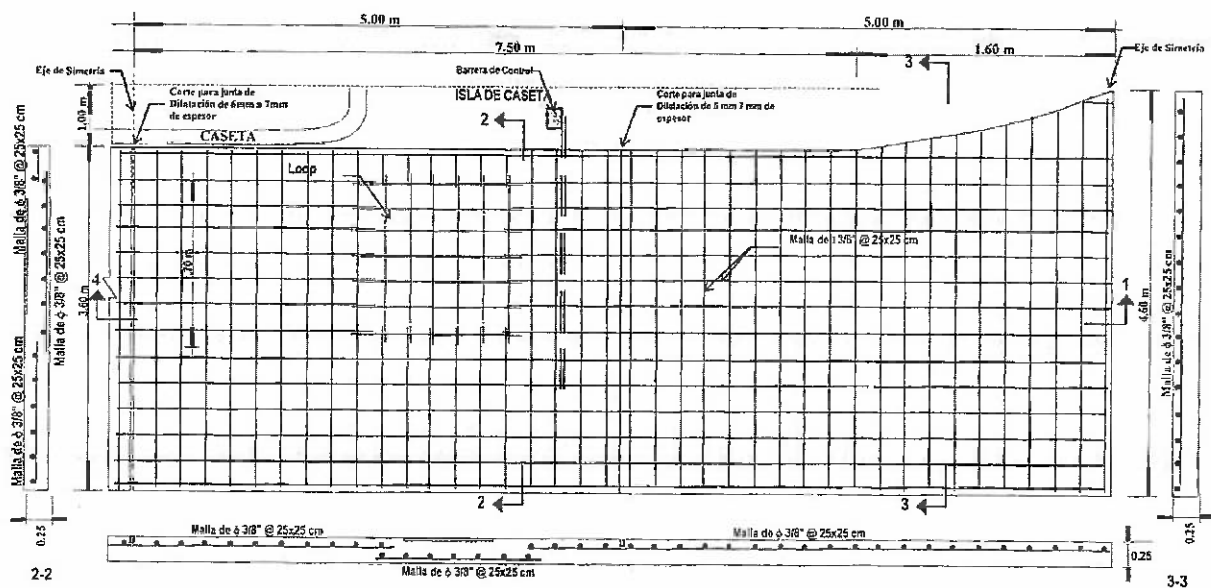 5.00 m
5.00 m
7.50 m
1.60 m
Eje de Simetría
Corte para junta de
Dilatación de 6mm a 7mm
de espesor
Barrera de Control
ISLA DE CASETA
Corte para junta de
Dilatación de 5 mm 7 mm de
espesor
3
Eje de Simetría
1.00 m
CASETA
2
Loop
Malla de 13/8" @ 25x25 cm
.70 m
4
3.60 m
1
4.60 m
Malla de ϕ 3/8" @ 25x25 cm
Malla de ϕ 3/8" @ 25x25 cm
Malla de ϕ 3/8" @ 25x25 cm
Malla de ϕ 3/8" @ 25x25 cm
2
3
0.25
Malla de ϕ 3/8" @ 25x25 cm
Malla de ϕ 3/8" @ 25x25 cm
0.25
0.25
Malla de ϕ 3/8" @ 25x25 cm
2-2
3-3